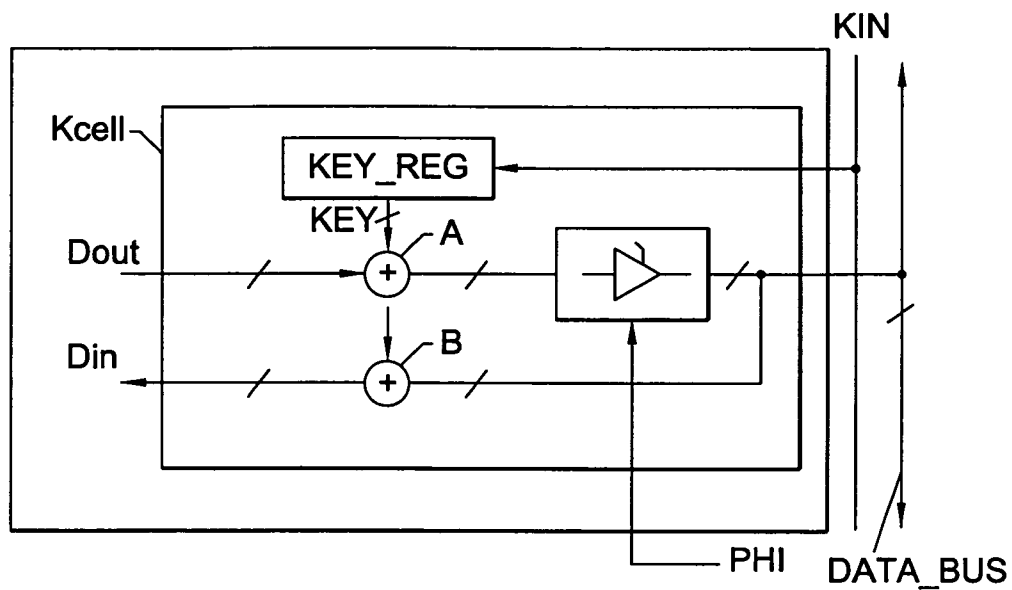 KIN
Kcell
KEY_REG
KEY
A
Dout
+
B
Din
+
PHI
DATA_BUS